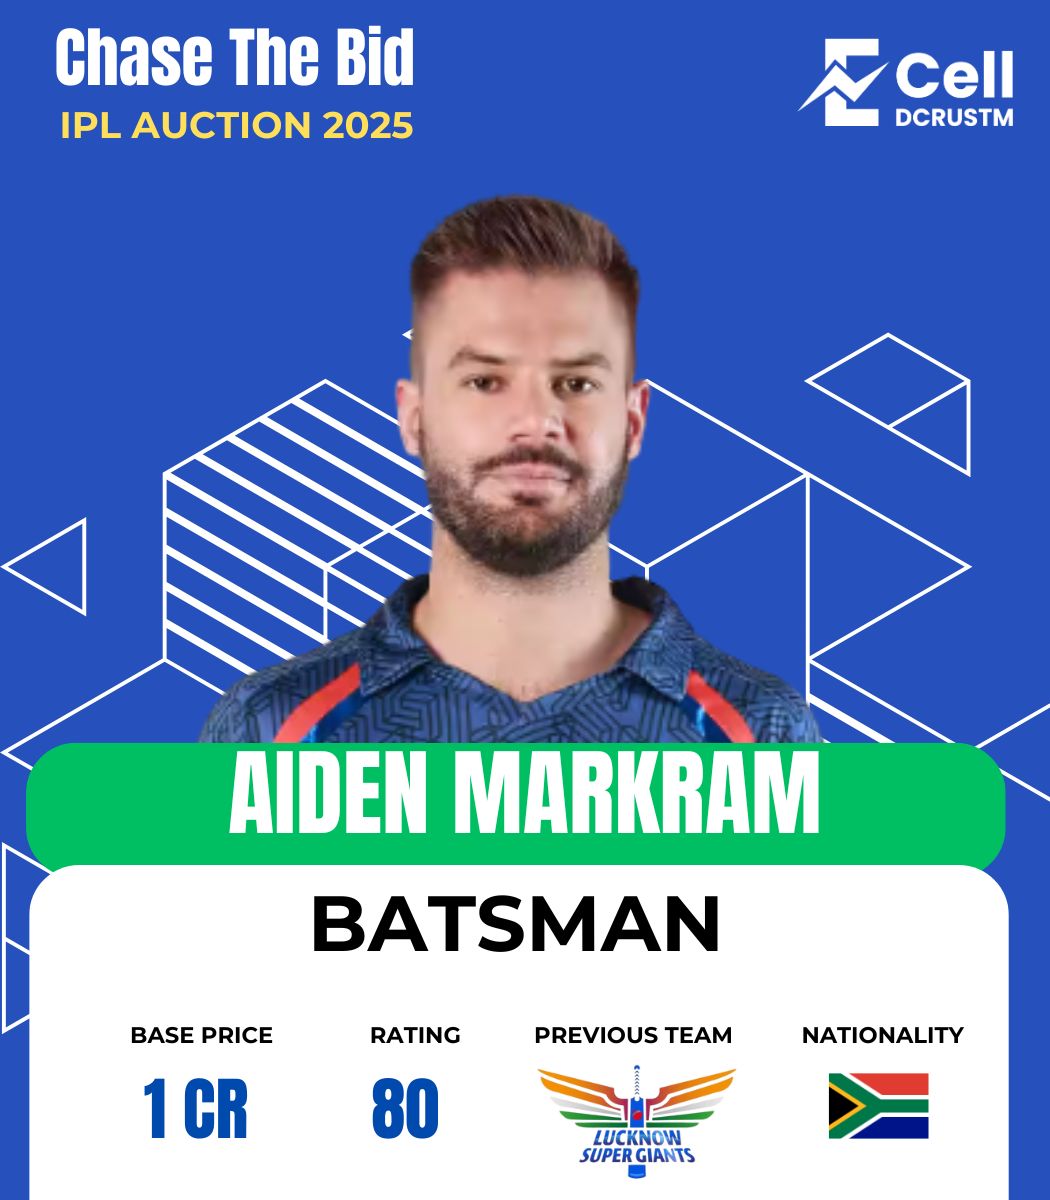 Chase The Bid
IPL AUCTION 2025
Cell
DCRUSTM
AIDEN MARKRAM
BATSMAN
BASE PRICE
RATING
PREVIOUS TEAM
NATIONALITY
1 CR
80
LUCKNOW
SUPER GIANTS